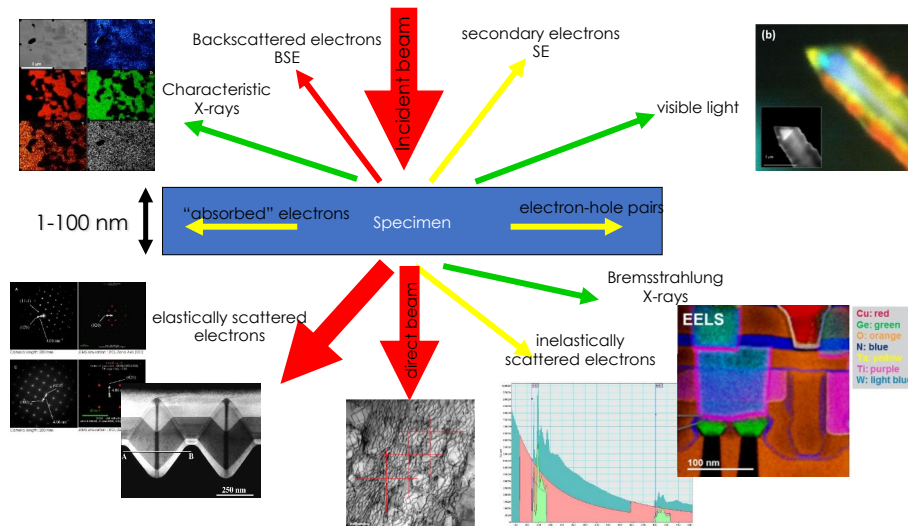 Backscattered electrons
BSE
Incident beam
secondary electrons
SE
(b)
Characteristic
X-rays
visible light
1-100 nm
“absorbed” electrons
Specimen
electron-hole pairs
Bremsstrahlung
X-rays
elastically scattered
electrons
direct beam
inelastically
scattered electrons
EELS
Cu: red
Ge: green
O: orange
N: blue
Ta: yellow
Ti: purple
W: light blue
A
B
250 nm
100 nm